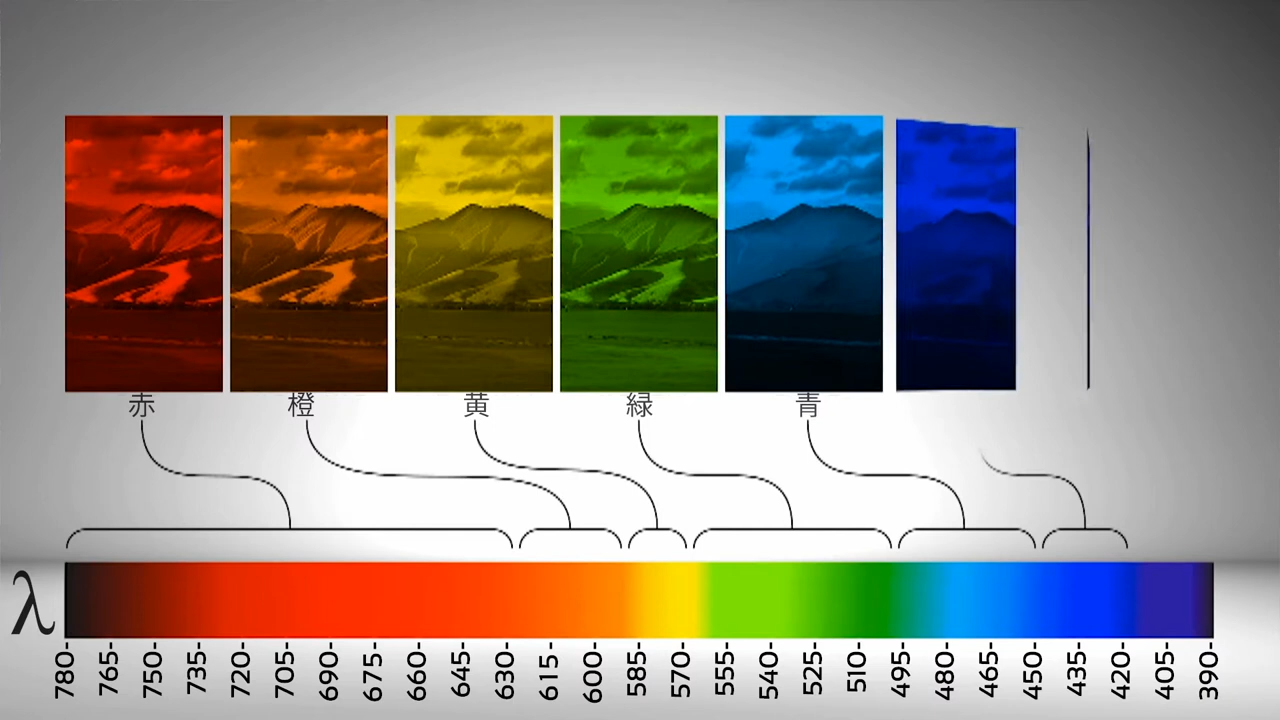 赤 橙 黄 緑 青
λ
780- 765- 750- 735- 720- 705- 690- 675- 660- 645- 630- 615- 600- 585- 570- 555- 540- 525- 510- 495- 480- 465- 450- 435- 420- 405- 390-